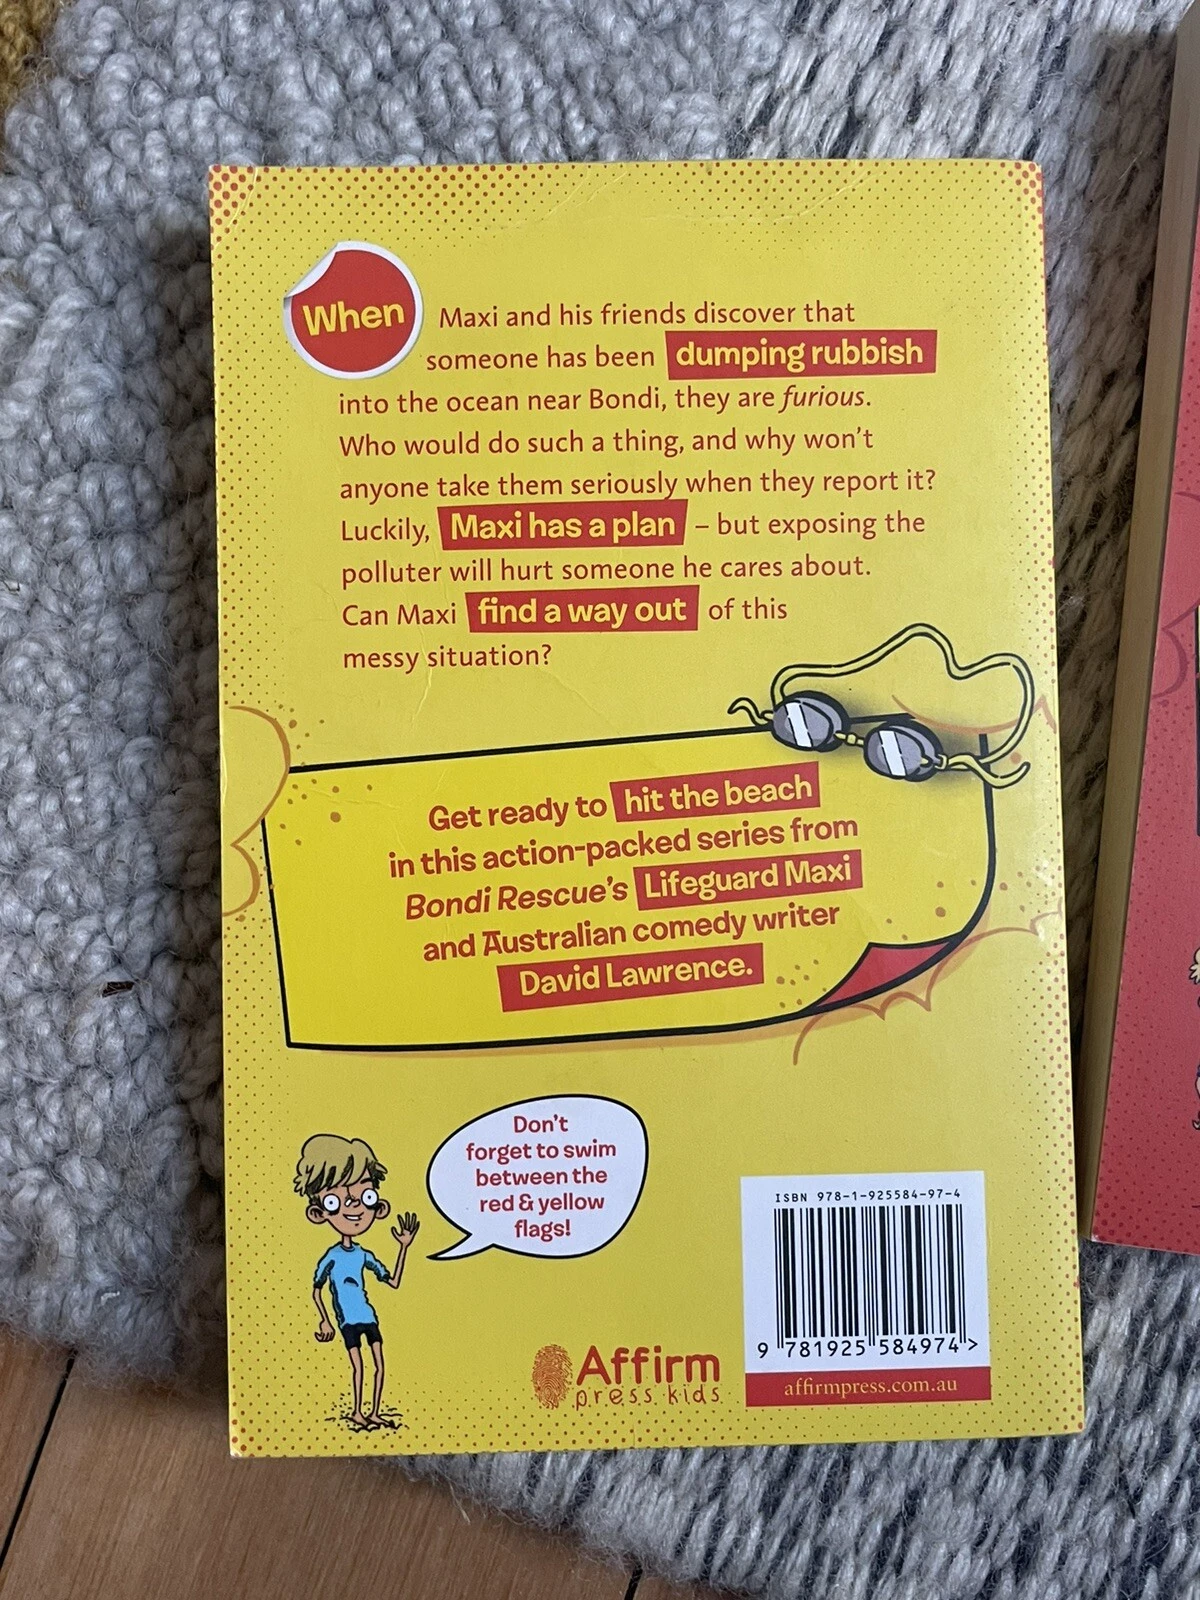 When Maxi and his friends discover that
someone has been dumping rubbish
into the ocean near Bondi, they are furious.
Who would do such a thing, and why won't
anyone take them seriously when they report it?
Luckily, Maxi has a plan – but exposing the
polluter will hurt someone he cares about.
Can Maxi find a way out of this
messy situation?
Get ready to hit the beach
in this action-packed series from
Bondi Rescue's Lifeguard Maxi
and Australian comedy writer
David Lawrence.
Don't
forget to swim
between the
red & yellow
flags!
ISBN 978-1-925584-97-4
9 781925 584974 >
affirmpress.com.au
Affirm
press kids